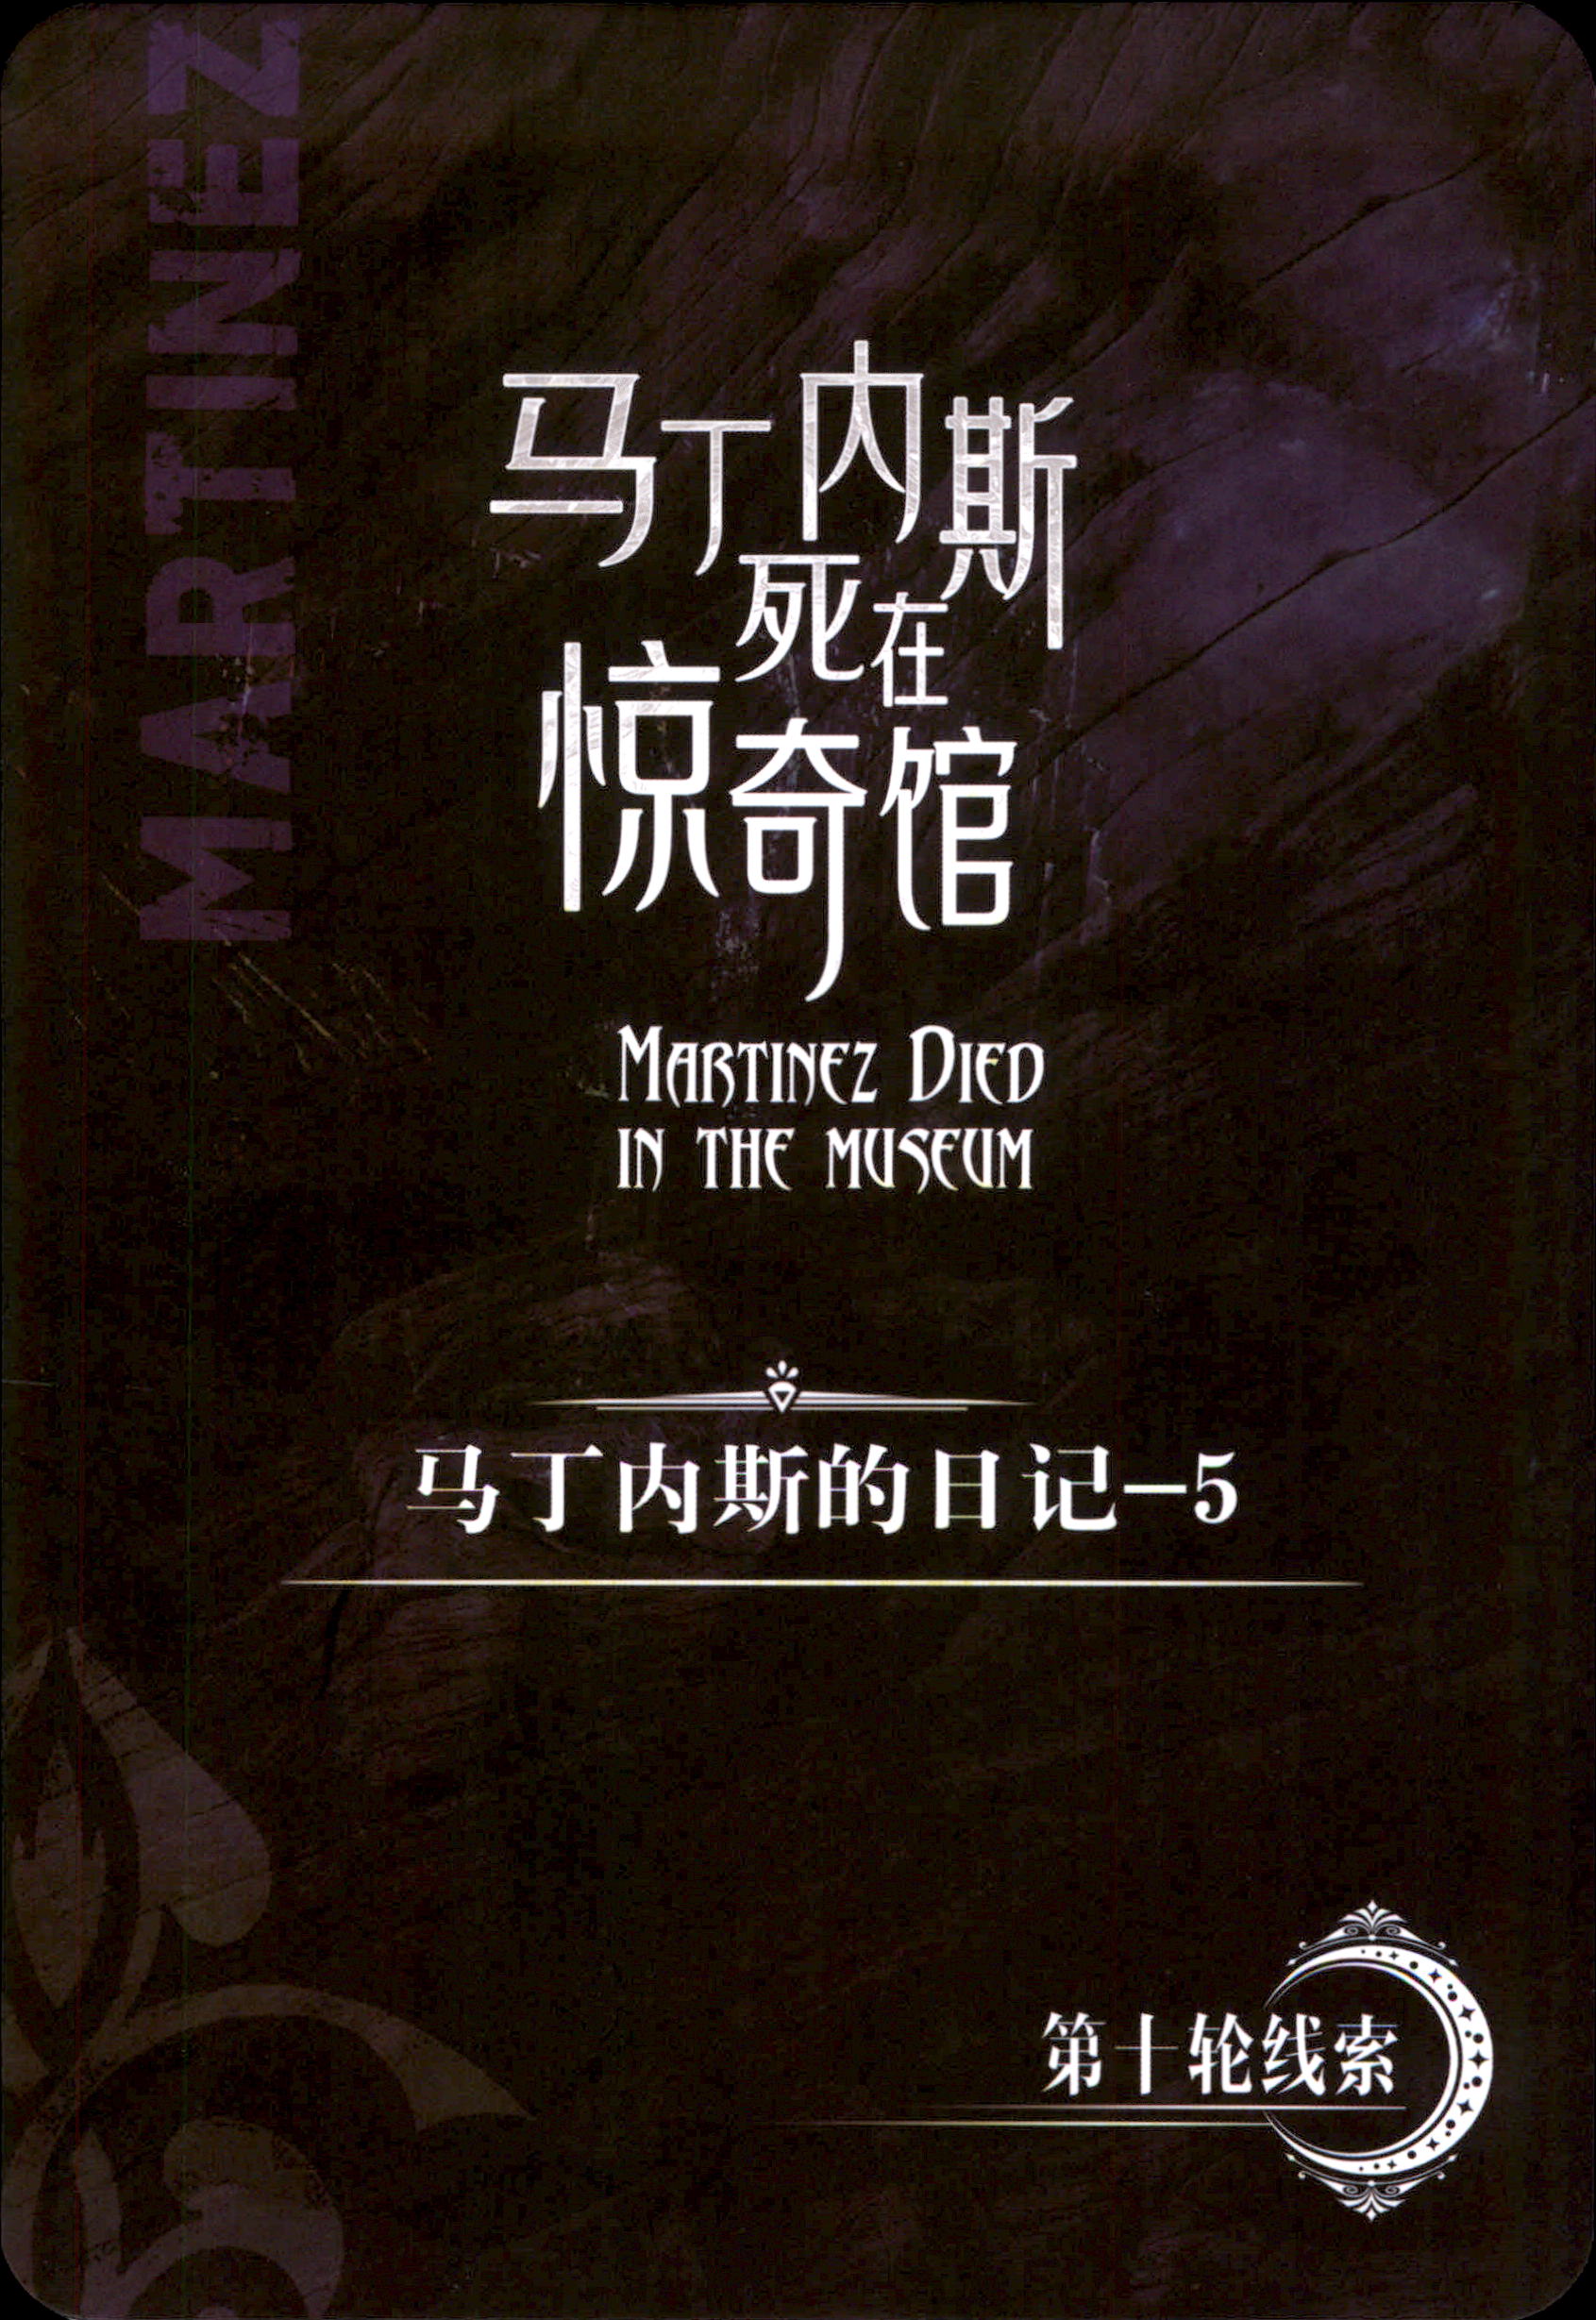 MARTINEZ
马丁内斯
死在
惊奇馆
MARTINEZ DIED
IN THE MUSEUM
马丁内斯的日记-5
第十轮线索